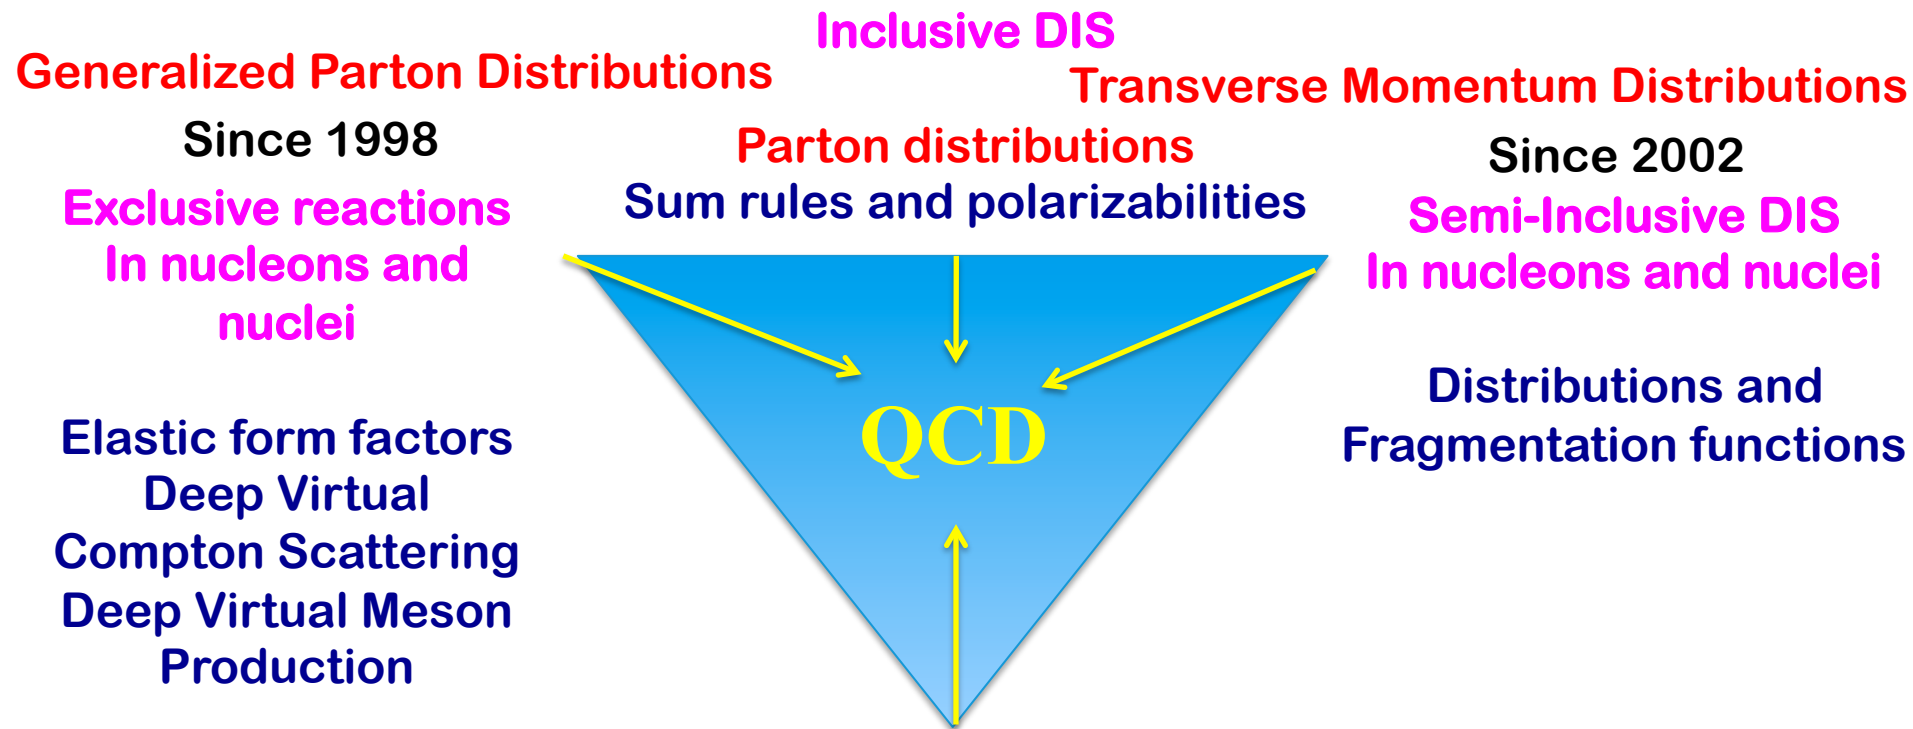 Inclusive DIS
Generalized Parton Distributions
Since 1998
Exclusive reactions
In nucleons and
nuclei
Elastic form factors
Deep Virtual
Compton Scattering
Deep Virtual Meson
Production
Parton distributions
Sum rules and polarizabilities
QCD
Transverse Momentum Distributions
Since 2002
Semi-Inclusive DIS
In nucleons and nuclei
Distributions and
Fragmentation functions